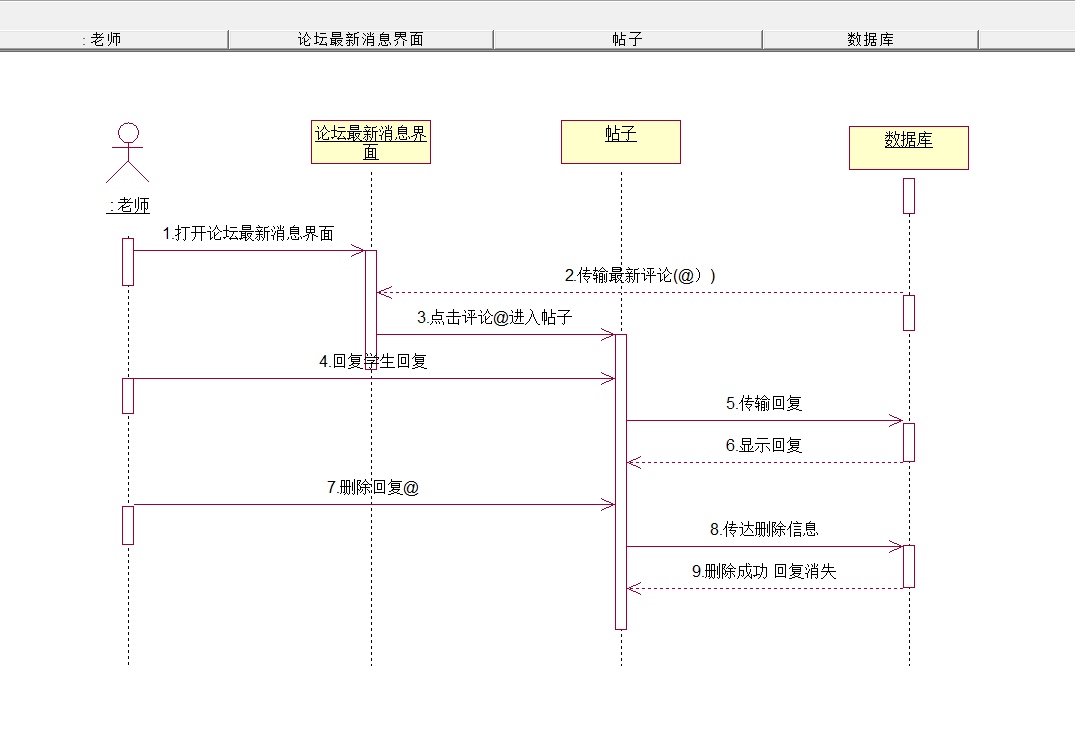 : 老师
论坛最新消息界面
帖子
数据库
论坛最新消息界
面
帖子
数据库
: 老师
1.打开论坛最新消息界面
2.传输最新评论(@）)
3.点击评论@进入帖子
4.回复学生回复
5.传输回复
6.显示回复
7.删除回复@
8.传达删除信息
9.删除成功 回复消失